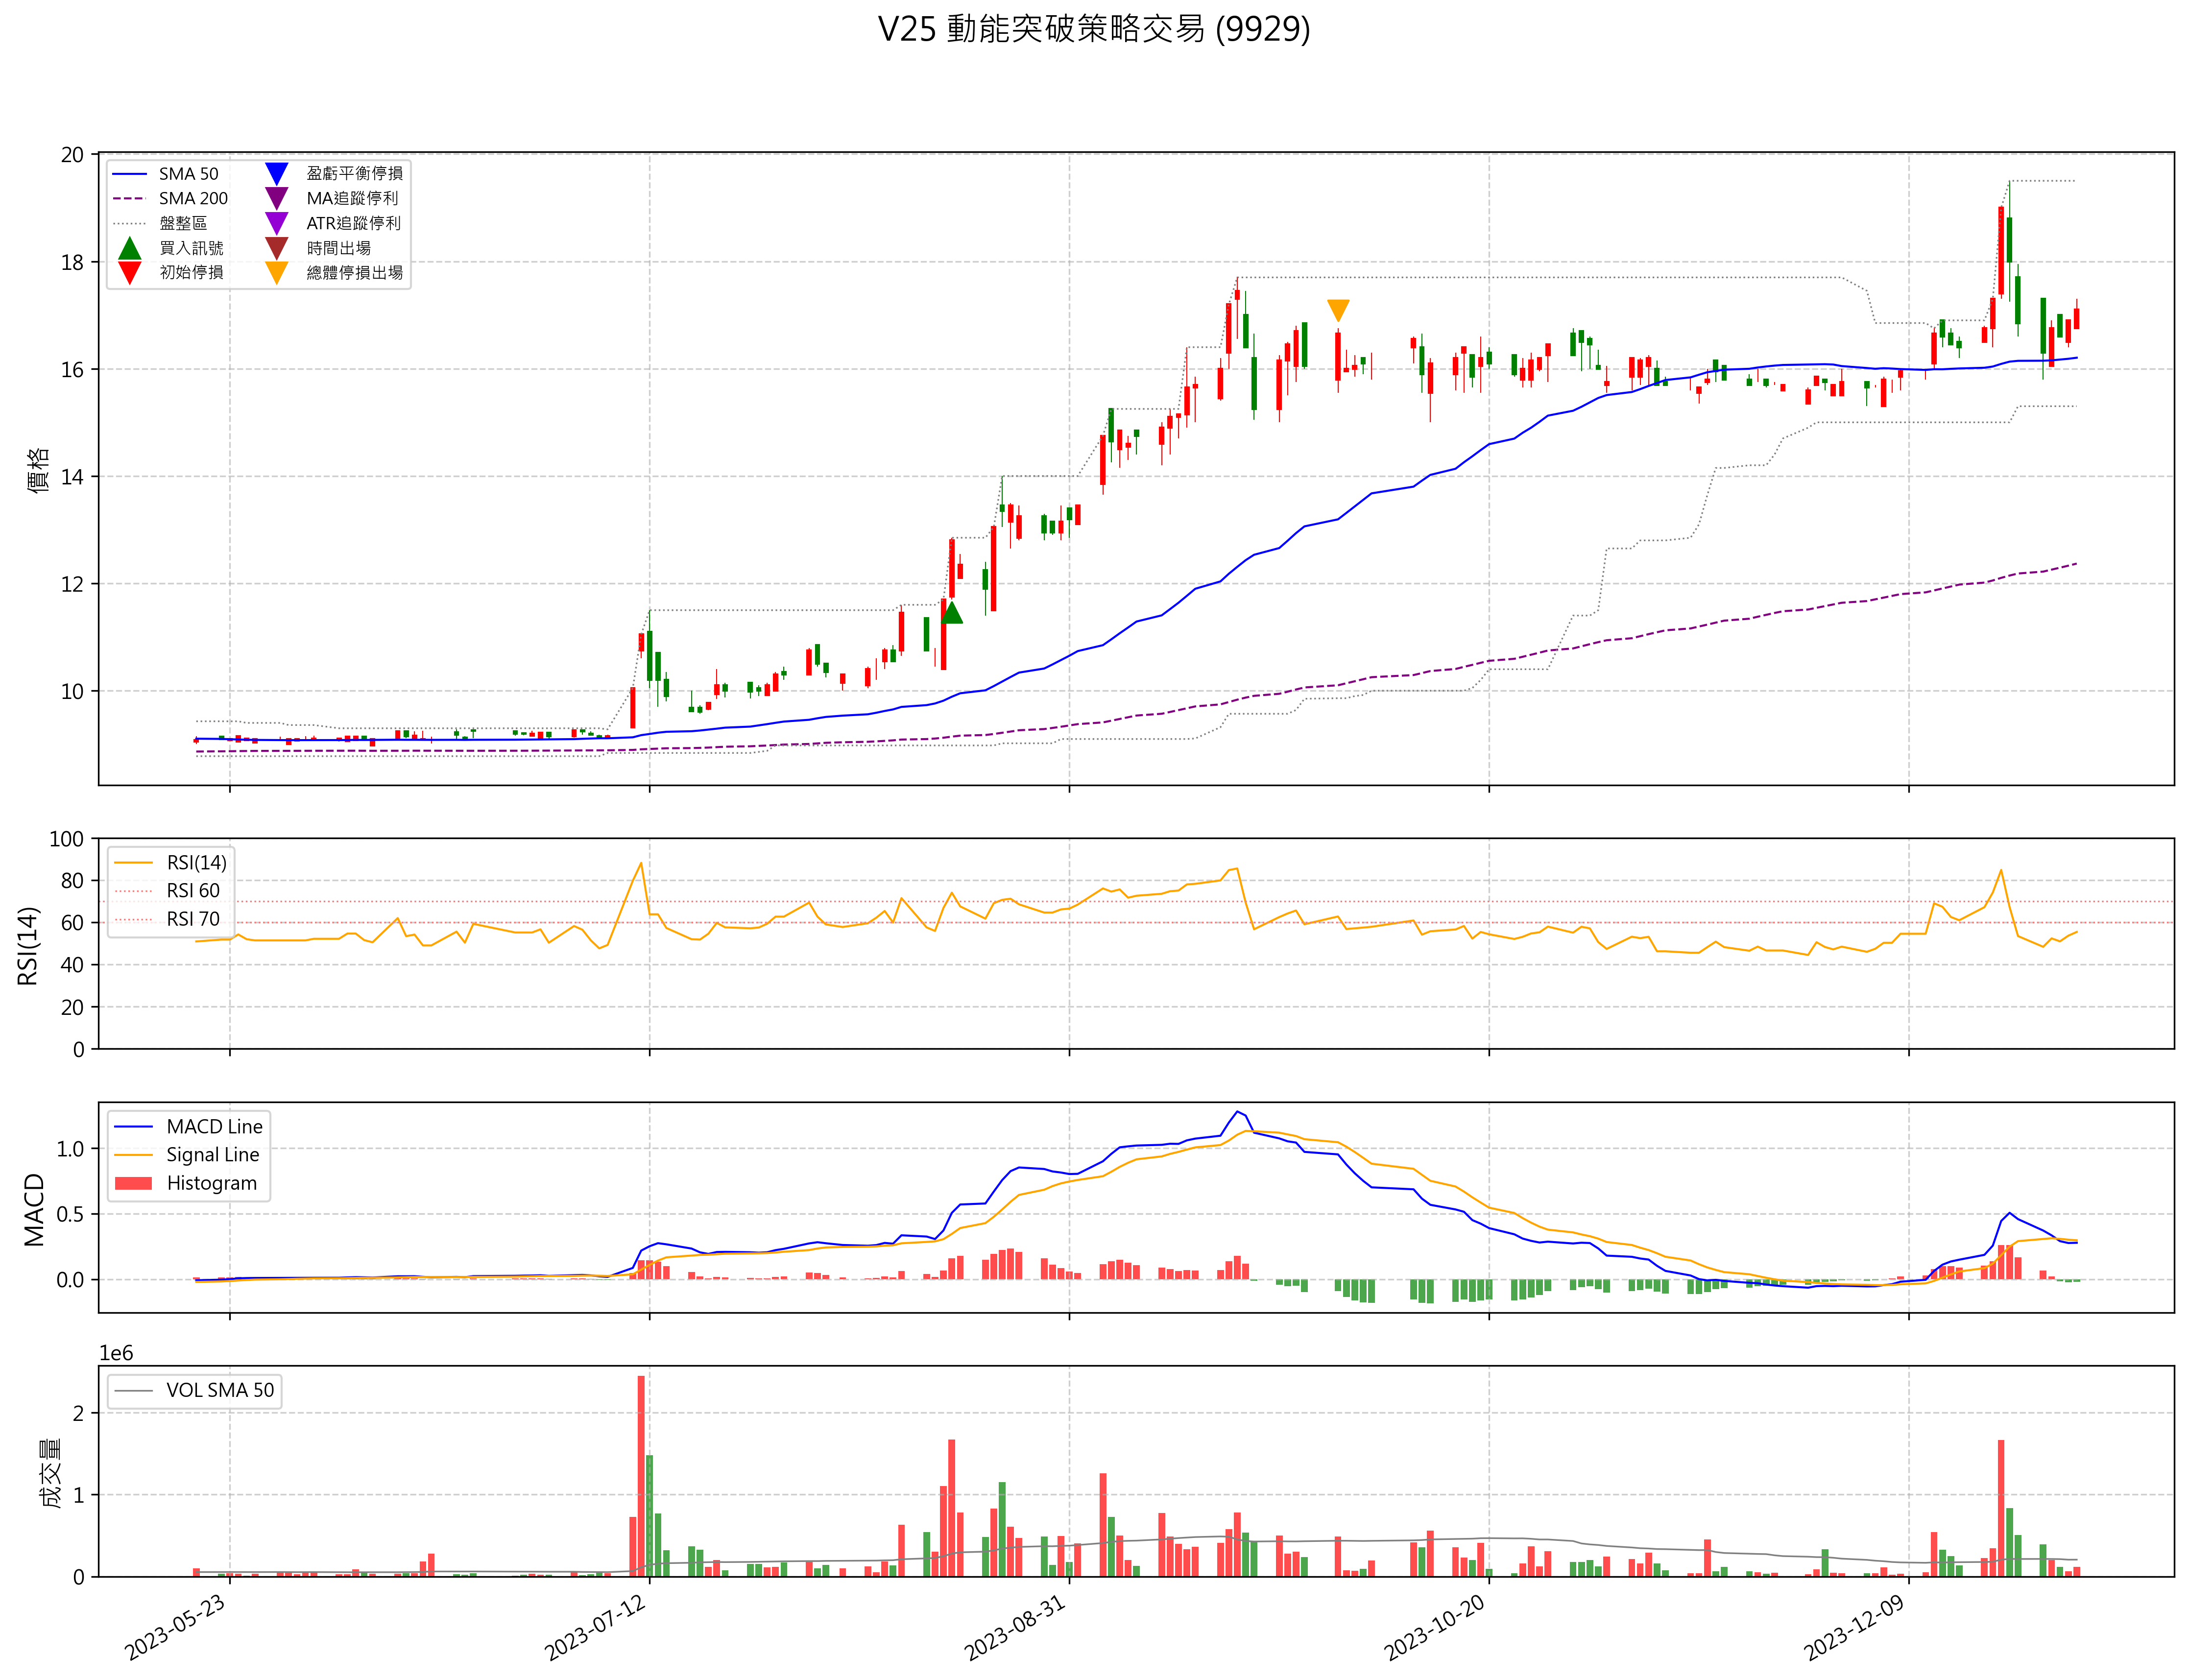 V25 動能突破策略交易 (9929)
20
18
16
14
12
10
價格
SMA 50
SMA 200
盤整區
買入訊號
初始停損
盈虧平衡停損
MA追蹤停利
ATR追蹤停利
時間出場
總體停損出場
100
80
60
40
20
0
RSI(14)
RSI(14)
RSI 60
RSI 70
1.0
0.5
0.0
MACD
MACD Line
Signal Line
Histogram
1e6
2
1
0
成交量
VOL SMA 50
2023-05-23
2023-07-12
2023-08-31
2023-10-20
2023-12-09